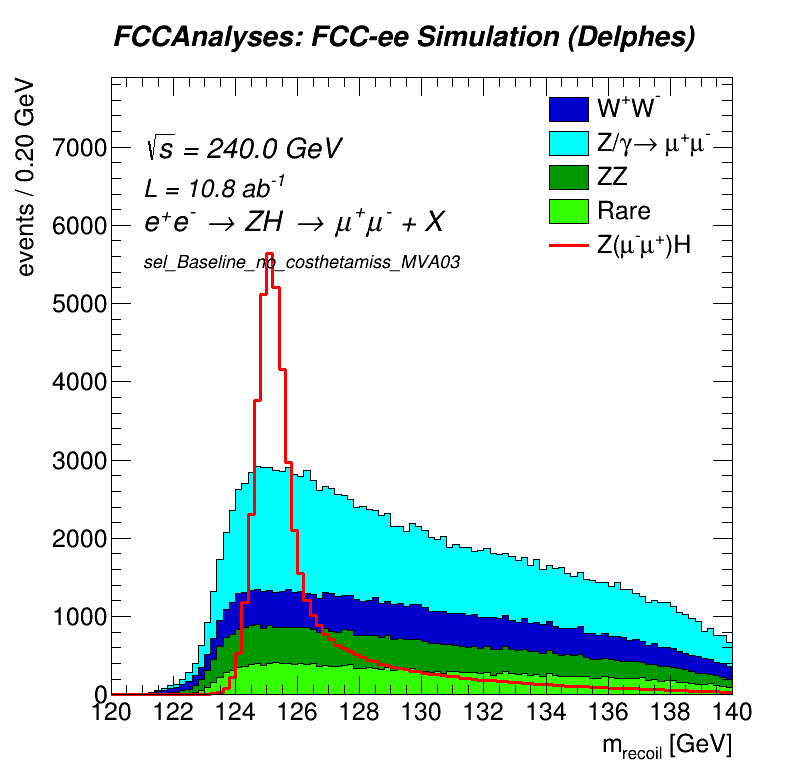 FCCAnalyses: FCC-ee Simulation (Delphes)
events / 0.20 GeV
√s = 240.0 GeV
L = 10.8 ab⁻¹
e⁺e⁻ → ZH → μ⁺μ⁻ + X
sel_Baseline_no_costhetamiss_MVA03
W⁺W⁻
Z/γ→ μ⁺μ⁻
ZZ
Rare
Z(μ⁻μ⁺)H
7000
6000
5000
4000
3000
2000
1000
0
120 122 124 126 128 130 132 134 136 138 140
m_recoil [GeV]